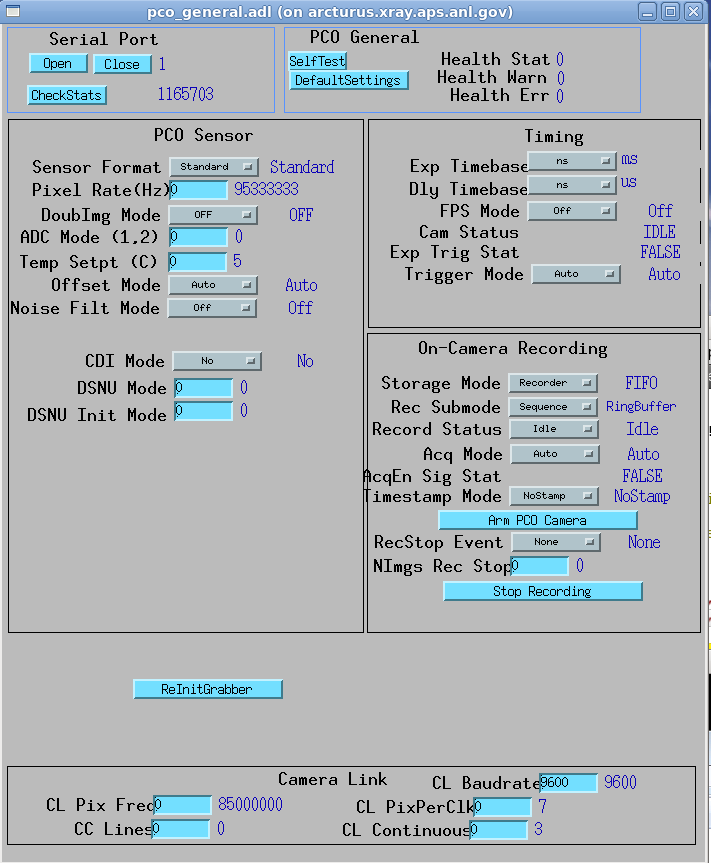 pco_general.adl (on arcturus.xray.aps.anl.gov)
Serial Port
Open Close 1
CheckStats 1165703
PCO General
SelfTest
DefaultSettings
Health Stat 0
Health Warn 0
Health Err 0
PCO Sensor
Sensor Format Standard Standard
Pixel Rate(Hz) 0 95333333
DoubImg Mode OFF OFF
ADC Mode (1,2) 0 0
Temp Setpt (C) 0 5
Offset Mode Auto Auto
Noise Filt Mode Off Off
CDI Mode No No
DSNU Mode 0 0
DSNU Init Mode 0 0
Timing
Exp Timebase ns ms
Dly Timebase ns us
FPS Mode Off Off
Cam Status IDLE
Exp Trig Stat FALSE
Trigger Mode Auto Auto
On-Camera Recording
Storage Mode Recorder FIFO
Rec Submode Sequence RingBuffer
Record Status Idle Idle
Acq Mode Auto Auto
AcqEn Sig Stat FALSE
Timestamp Mode NoStamp NoStamp
Arm PCO Camera
RecStop Event None None
NImgs Rec Stop 0 0
Stop Recording
ReInitGrabber
Camera Link
CL Baudrate 9600 9600
CL Pix Freq 0 85000000
CL PixPerClk 0 7
CC Lines 0 0
CL Continuous 0 3